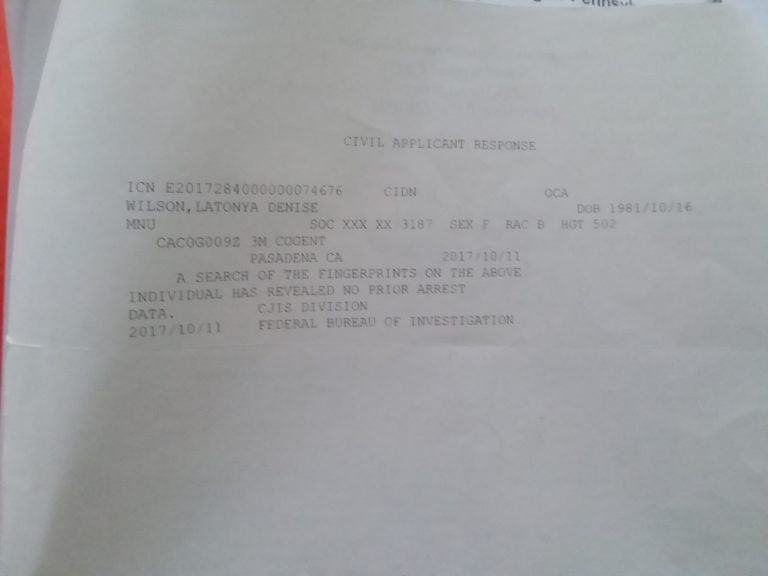 CIVIL APPLICANT RESPONSE
ICN E2017284000000074676 CIDN OCA
WILSON,LATONYA DENISE DOB 1981/10/16
MNU SOC XXX XX 3187 SEX F RAC B HGT 502
CAC0G009Z 3M COGENT
PASADENA CA 2017/10/11
A SEARCH OF THE FINGERPRINTS ON THE ABOVE
INDIVIDUAL HAS REVEALED NO PRIOR ARREST
DATA. CJIS DIVISION
2017/10/11 FEDERAL BUREAU OF INVESTIGATION